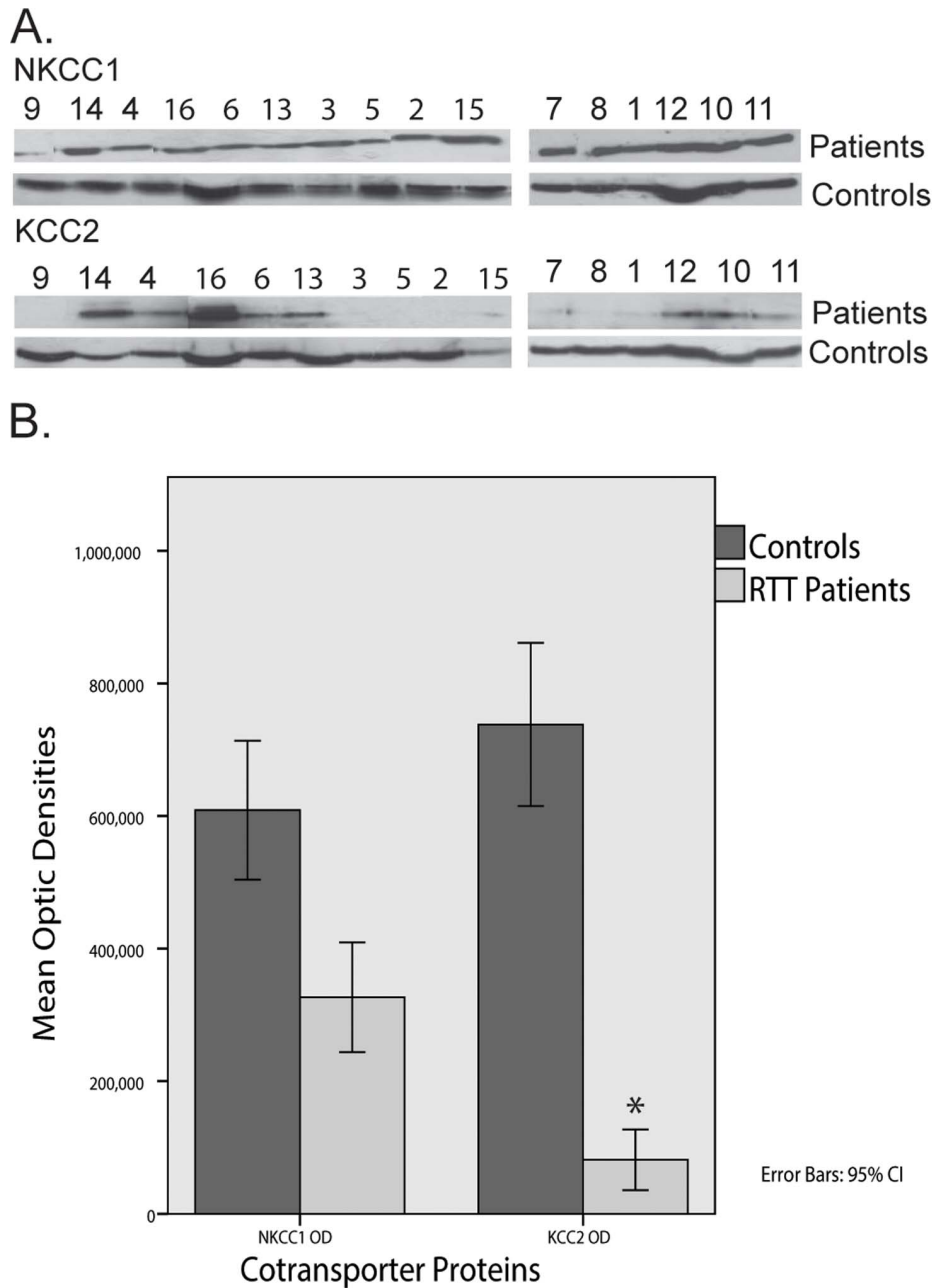 A.
NKCC1
9 14 4 16 6 13 3 5 2 15 7 8 1 12 10 11
Patients
Controls
KCC2
9 14 4 16 6 13 3 5 2 15 7 8 1 12 10 11
Patients
Controls
B.
Controls
RTT Patients
1,000,000
800,000
600,000
400,000
200,000
0
Mean Optic Densities
*
Error Bars: 95% CI
NKCC1 OD KCC2 OD
Cotransporter Proteins